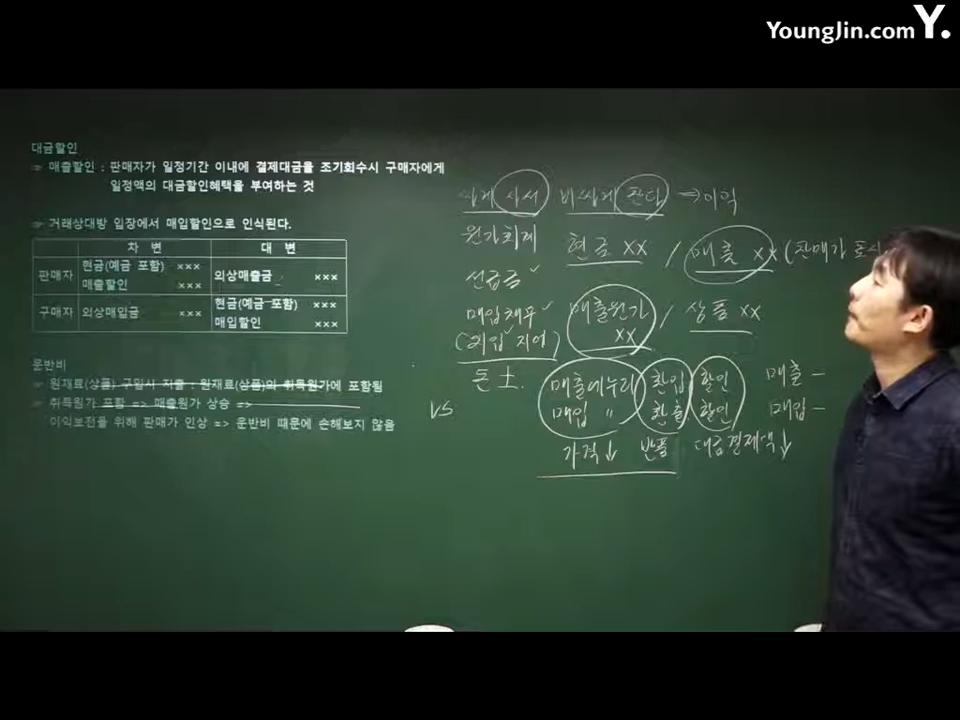 YoungJin.com Y.
대금할인
☞ 매출할인 : 판매자가 일정기간 이내에 결제대금을 조기회수시 구매자에게
일정액의 대금할인혜택을 부여하는 것
☞ 거래상대방 입장에서 매입할인으로 인식된다.
차 변 대 변
판매자 현금(예금 포함) ××× 외상매출금 ×××
매출할인 ×××
구매자 외상매입금 ××× 현금(예금 포함) ×××
매입할인 ×××
운반비
☞ 원재료(상품) 구입시 지출 : 원재료(상품)의 취득원가에 포함됨
☞ 취득원가 포함 => 매출원가 상승 =>
이익보전을 위해 판매가 인상 => 운반비 때문에 손해보지 않음
싸게 사서 비싸게 판다 → 이익
원가회계 현금 xx / 매출 xx (판매가
선급금
매입채무 매출원가 / 상품 xx
xx
돈 土.
vs
매출에누리 환입 할인 매출 -
매입 " 환출 할인 매입 -
가격↓ 반품 대금결제액↓